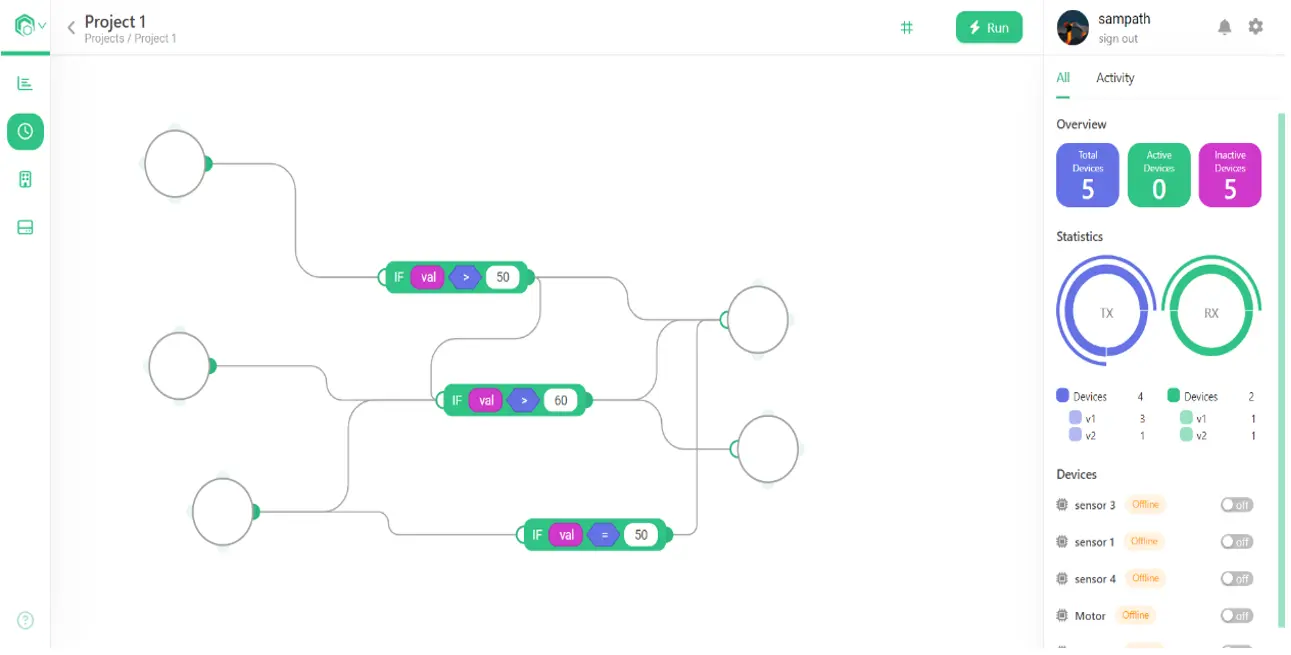 Project 1
Projects / Project 1
Run
IF val > 50
IF val > 60
IF val = 50
sampath
sign out
All Activity
Overview
Total Devices 5
Active Devices 0
Inactive Devices 5
Statistics
TX
RX
Devices 4
v1 3
v2 1
Devices 2
v1 1
v2 1
Devices
sensor 3 Offline off
sensor 1 Offline off
sensor 4 Offline off
Motor Offline off
?